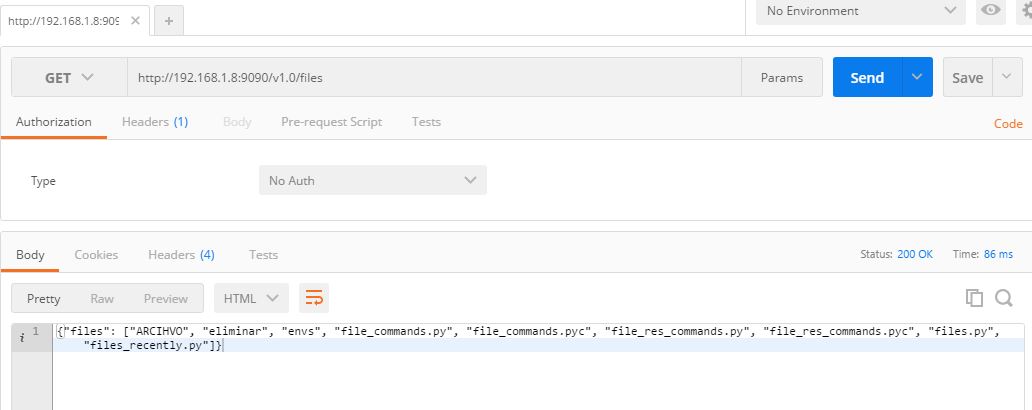 http://192.168.1.8:909
No Environment
GET http://192.168.1.8:9090/v1.0/files Params Send Save
Authorization Headers (1) Body Pre-request Script Tests Code
Type No Auth
Body Cookies Headers (4) Tests Status: 200 OK Time: 86 ms
Pretty Raw Preview HTML
i 1 {"files": ["ARCIHVO", "eliminar", "envs", "file_commands.py", "file_commands.pyc", "file_res_commands.py", "file_res_commands.pyc", "files.py",
"files_recently.py"]}